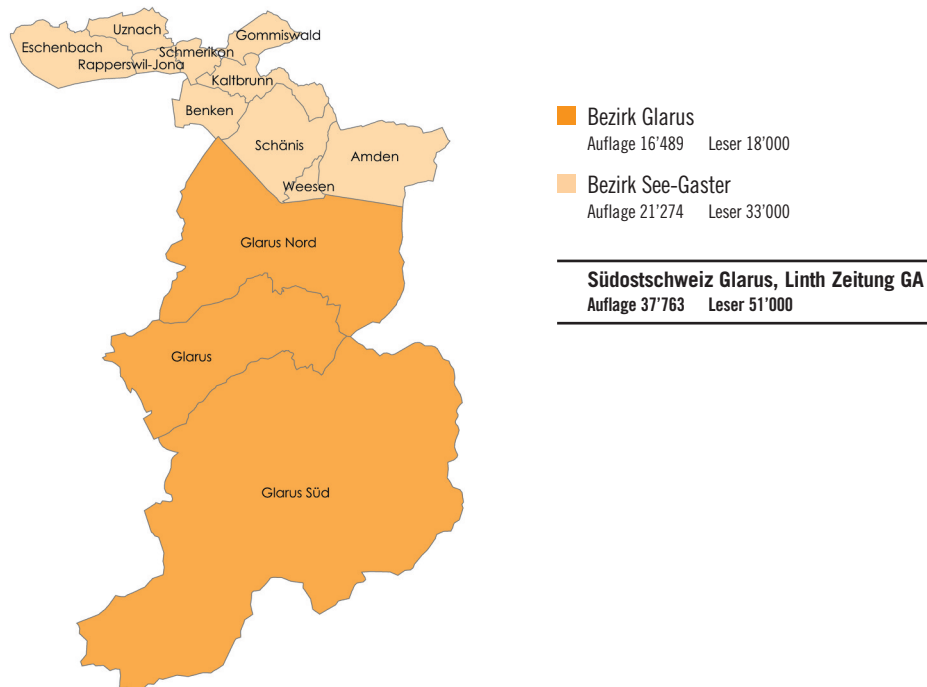 Uznach
Gommiswald
Eschenbach
Schmerikon
Rapperswil-Jona
Kaltbrunn
Benken
Schänis
Amden
Weesen
Glarus Nord
Glarus
Glarus Süd
Bezirk Glarus
Auflage 16'489 Leser 18'000
Bezirk See-Gaster
Auflage 21'274 Leser 33'000
Südostschweiz Glarus, Linth Zeitung GA
Auflage 37'763 Leser 51'000